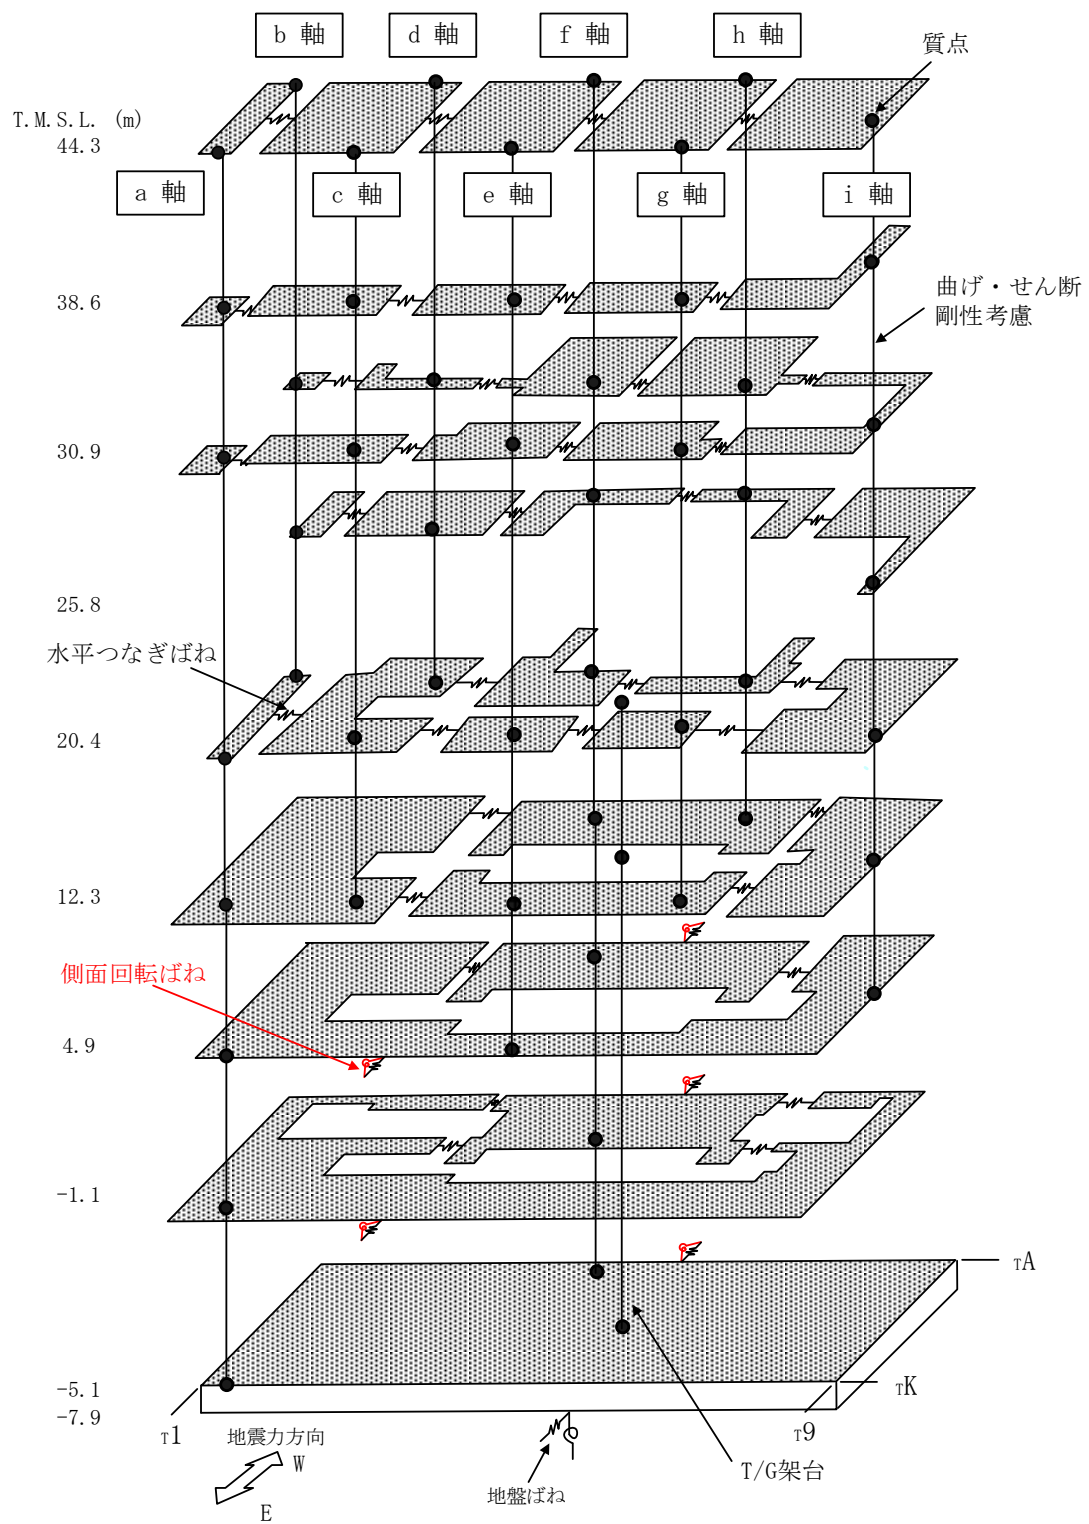 b 軸
d 軸
f 軸
h 軸
質点
T.M.S.L. (m)
44.3
a 軸
c 軸
e 軸
g 軸
i 軸
38.6
曲げ・せん断
剛性考慮
30.9
25.8
水平つなぎばね
20.4
12.3
側面回転ばね
4.9
-1.1
TA
-5.1
TK
-7.9
T1
地震力方向
T9
W
T/G架台
地盤ばね
E